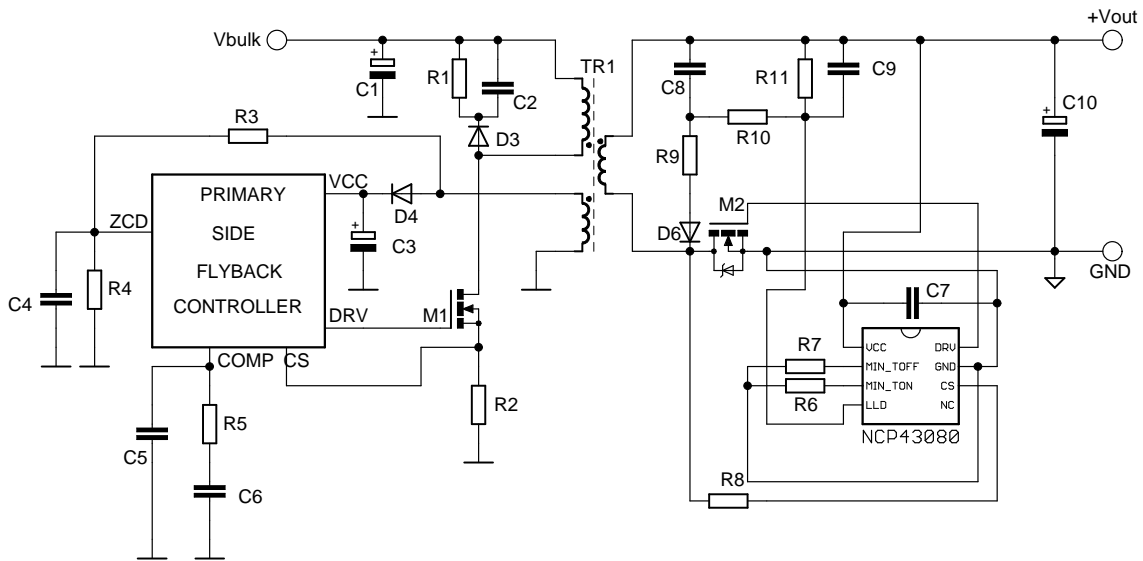 +Vout
Vbulk
C1
R1
C2
TR1
C8
R11
C9
C10
R3
D3
R10
R9
VCC
D4
M2
D6
GND
PRIMARY
SIDE
FLYBACK
CONTROLLER
ZCD
C3
C4
R4
DRV
M1
COMP CS
R2
C7
R7
R6
VCC
MIN_TOFF
MIN_TON
LLD
DRV
GND
CS
NC
NCP43080
R5
C5
C6
R8